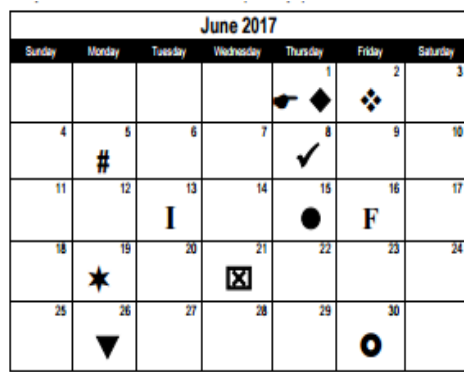 June 2017
Sunday Monday Tuesday Wednesday Thursday Friday Saturday
1 2 3
☛ ◆ ❖
4 5 6 7 8 9 10
# ✓
11 12 13 14 15 16 17
I ● F
18 19 20 21 22 23 24
✶ ☒
25 26 27 28 29 30
▼ O